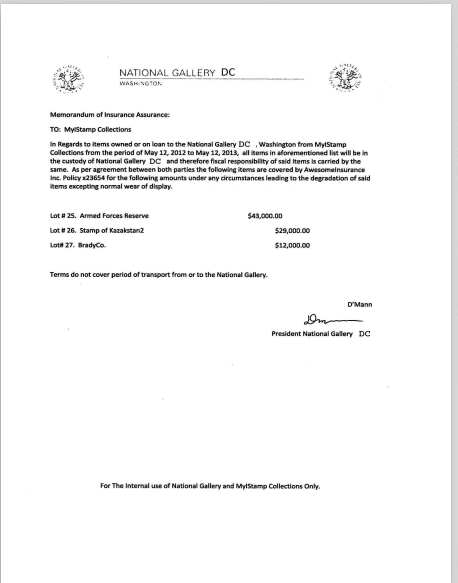 NATIONAL GALLERY DC
WASHINGTON
Memorandum of Insurance Assurance:
TO: MyIStamp Collections
In Regards to items owned or on loan to the National Gallery DC , Washington from MyIStamp
Collections from the period of May 12, 2012 to May 12, 2013, all items in aforementioned list will be in
the custody of National Gallery DC and therefore fiscal responsibility of said items is carried by the
same. As per agreement between both parties the following items are covered by AwesomeInsurance
Inc. Policy x23654 for the following amounts under any circumstances leading to the degradation of said
items excepting normal wear of display.
Lot # 25. Armed Forces Reserve $43,000.00
Lot # 26. Stamp of Kazakstan2 $29,000.00
Lot# 27. BradyCo. $12,000.00
Terms do not cover period of transport from or to the National Gallery.
D'Mann
President National Gallery DC
For The Internal use of National Gallery and MyIStamp Collections Only.